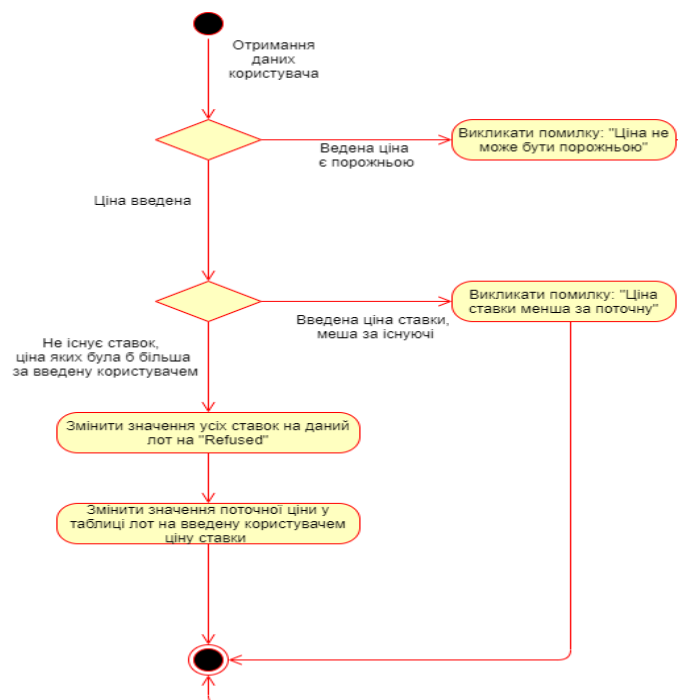 Отримання
даних
користувача
Ведена ціна
є порожньою
Викликати помилку: "Ціна не
може бути порожньою"
Ціна введена
Введена ціна ставки,
меша за існуючі
Викликати помилку: "Ціна
ставки менша за поточну"
Не існує ставок,
ціна яких була б більша
за введену користувачем
Змінити значення усіх ставок на даний
лот на "Refused"
Змінити значення поточної ціни у
таблиці лот на введену користувачем
ціну ставки